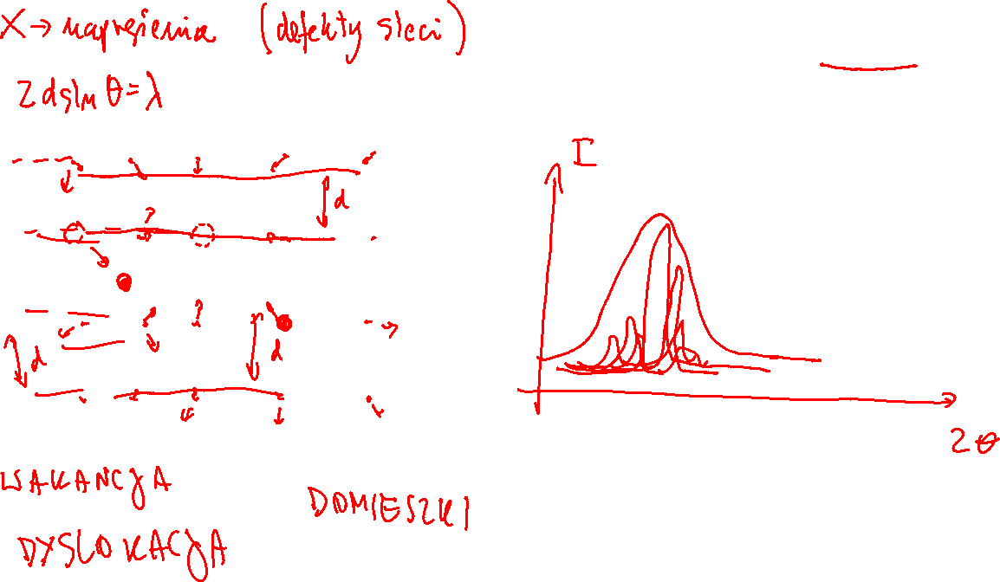 X → naprężenia (defekty sieci)
2d sin θ = λ
I
d
?
?
d
d
2θ
WAKANCJA
DOMIESZKI
DYSLOKACJA